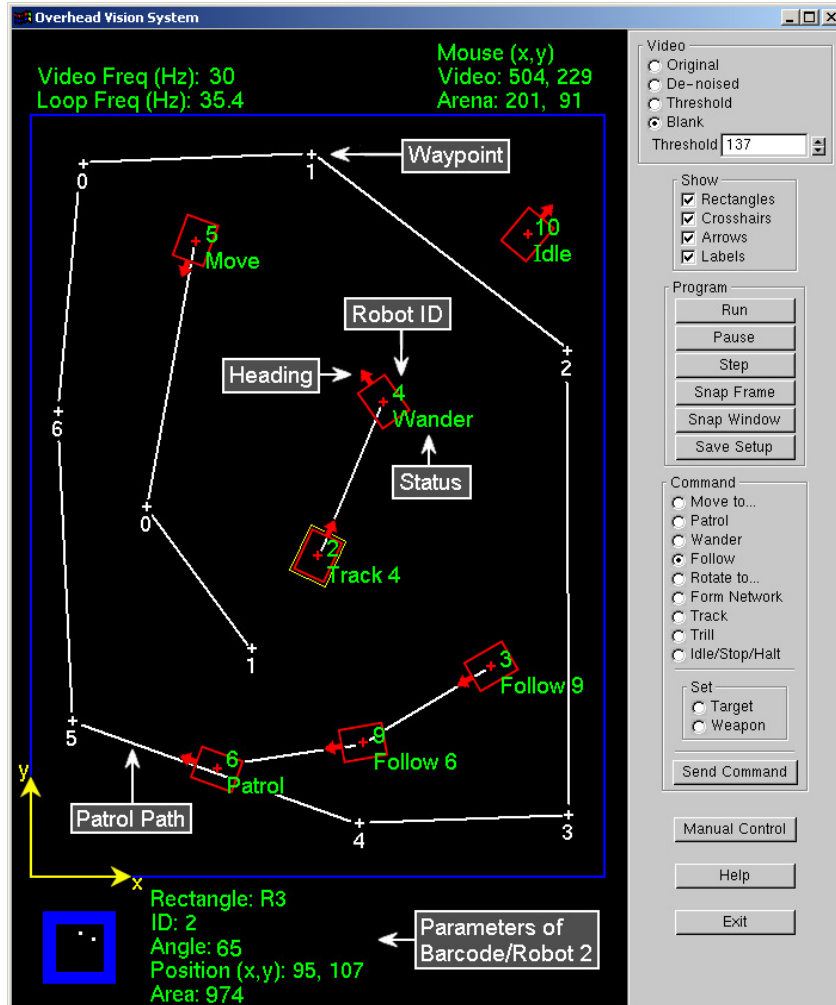 Overhead Vision System
Video Freq (Hz): 30
Loop Freq (Hz): 35.4
Mouse (x,y)
Video: 504, 229
Arena: 201, 91
0
1
Waypoint
5
Move
10
Idle
Robot ID
2
Heading
4
Wander
6
Status
0
2
Track 4
1
3
Follow 9
5
9
Follow 6
6
Patrol
y
Patrol Path
4
3
x
Rectangle: R3
ID: 2
Angle: 65
Position (x,y): 95, 107
Area: 974
Parameters of
Barcode/Robot 2
Video
Original
De-noised
Threshold
Blank
Threshold 137
Show
Rectangles
Crosshairs
Arrows
Labels
Program
Run
Pause
Step
Snap Frame
Snap Window
Save Setup
Command
Move to...
Patrol
Wander
Follow
Rotate to...
Form Network
Track
Trill
Idle/Stop/Halt
Set
Target
Weapon
Send Command
Manual Control
Help
Exit